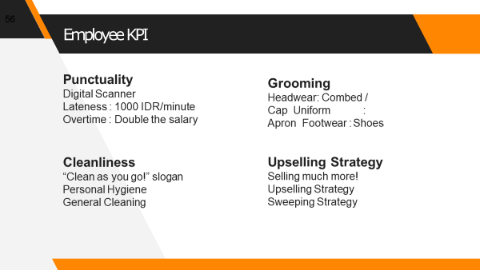 56
Employee KPI
Punctuality
Digital Scanner
Lateness : 1000 IDR/minute
Overtime : Double the salary
Grooming
Headwear: Combed /
Cap Uniform :
Apron Footwear : Shoes
Cleanliness
“Clean as you go!” slogan
Personal Hygiene
General Cleaning
Upselling Strategy
Selling much more!
Upselling Strategy
Sweeping Strategy